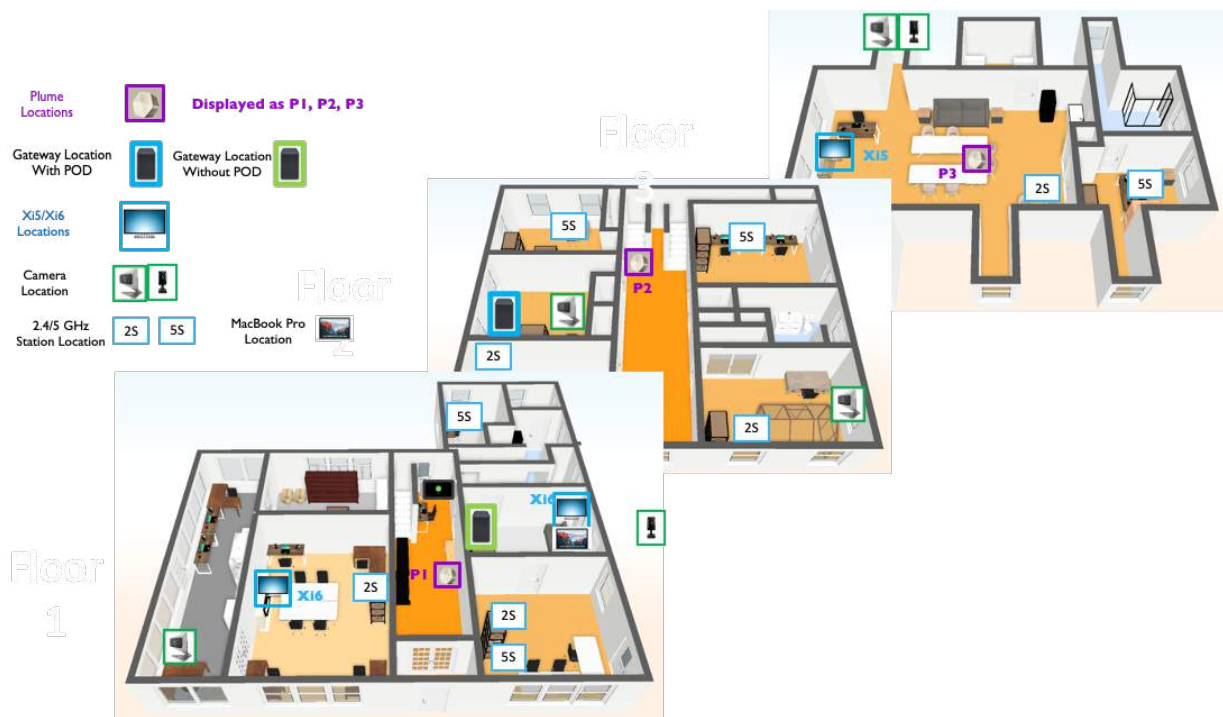 Plume
Locations
Displayed as P1, P2, P3
Gateway Location
With POD
Gateway Location
Without POD
Xi5/Xi6
Locations
Camera
Location
2.4/5 GHz
Station Location
2S
5S
MacBook Pro
Location
Floor
3
Xi5
P3
2S
5S
Floor
2
5S
5S
P2
2S
2S
Floor
1
5S
Xi6
P1
Xi6
2S
2S
5S